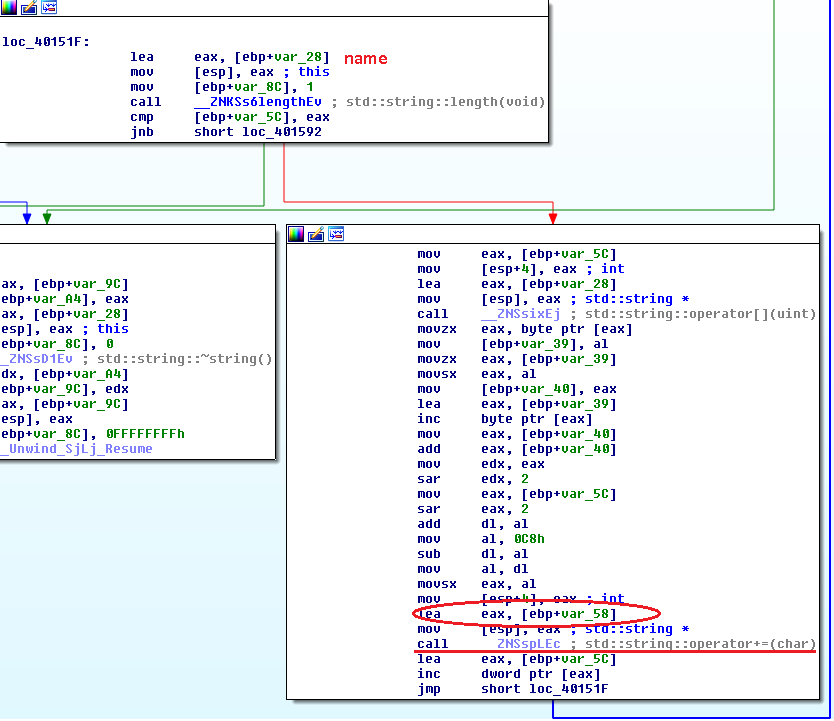 loc_40151F:
lea eax, [ebp+var_28] name
mov [esp], eax ; this
mov [ebp+var_8C], 1
call __ZNKSs6lengthEv ; std::string::length(void)
cmp [ebp+var_5C], eax
jnb short loc_401592
ax, [ebp+var_9C]
ebp+var_A4], eax
ax, [ebp+var_28]
esp], eax ; this
ebp+var_8C], 0
_ZNSsD1Ev ; std::string::~string()
dx, [ebp+var_A4]
ebp+var_9C], edx
ax, [ebp+var_9C]
esp], eax
ebp+var_8C], 0FFFFFFFFh
_Unwind_SjLj_Resume
mov eax, [ebp+var_5C]
mov [esp+4], eax ; int
lea eax, [ebp+var_28]
mov [esp], eax ; std::string *
call __ZNSsixEj ; std::string::operator[](uint)
movzx eax, byte ptr [eax]
mov [ebp+var_39], al
movzx eax, [ebp+var_39]
movsx eax, al
mov [ebp+var_40], eax
lea eax, [ebp+var_39]
inc byte ptr [eax]
mov eax, [ebp+var_40]
add eax, [ebp+var_40]
mov edx, eax
sar edx, 2
mov eax, [ebp+var_5C]
sar eax, 2
add dl, al
mov al, 0C8h
sub dl, al
mov al, dl
movsx eax, al
mov [esp+4], eax ; int
lea eax, [ebp+var_58]
mov [esp], eax ; std::string *
call __ZNSspLEc ; std::string::operator+=(char)
lea eax, [ebp+var_5C]
inc dword ptr [eax]
jmp short loc_40151F